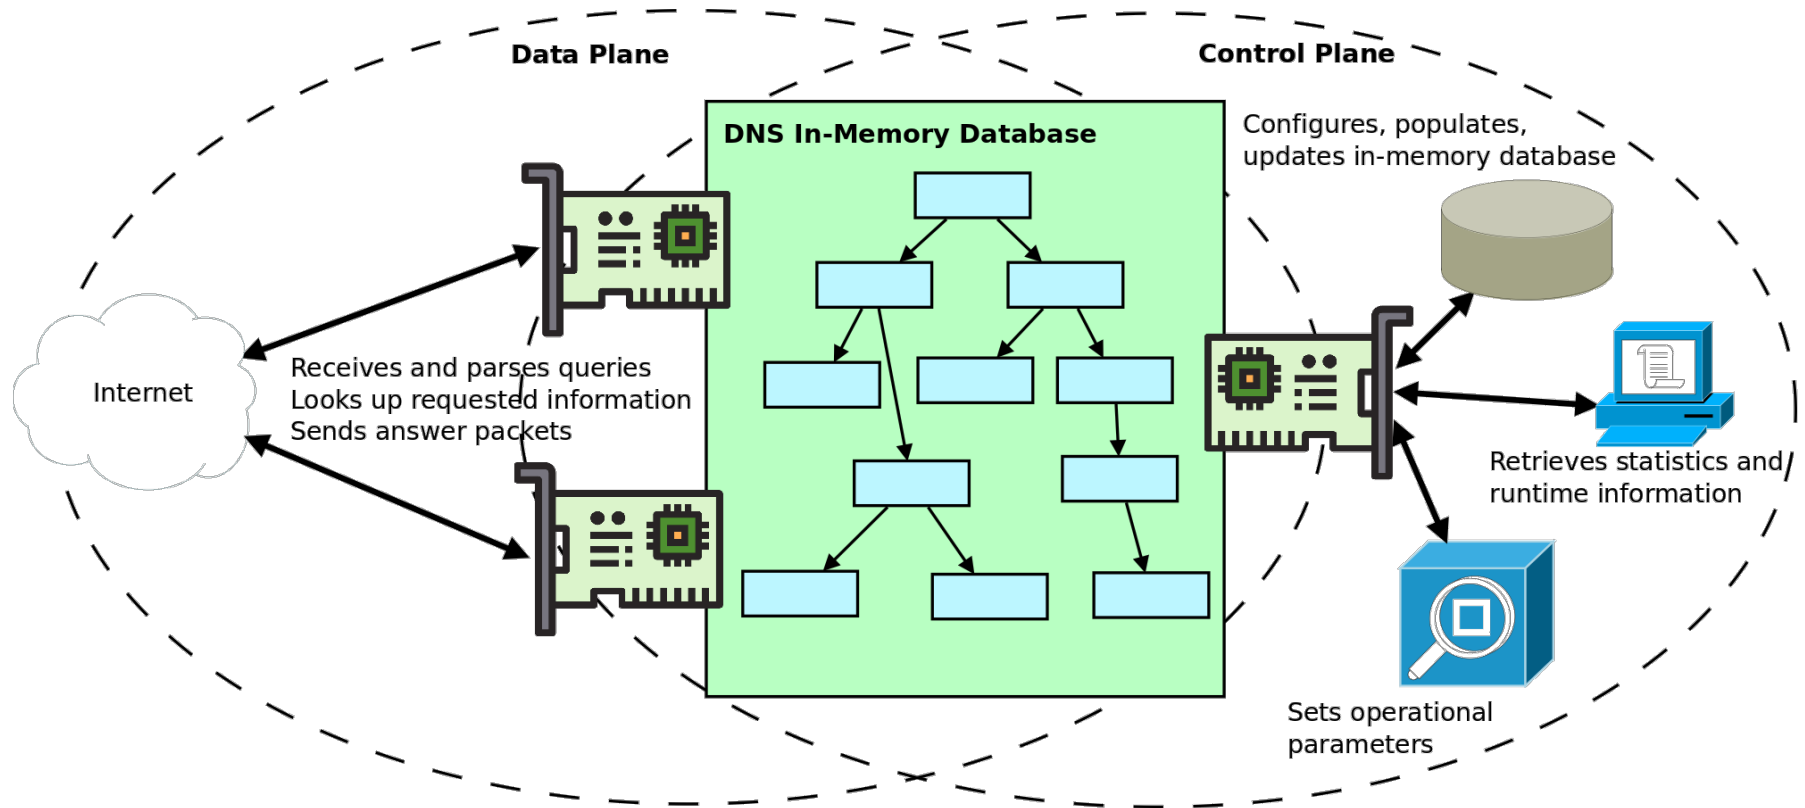 Data Plane
Control Plane
DNS In-Memory Database
Configures, populates,
updates in-memory database
Internet
Receives and parses queries
Looks up requested information
Sends answer packets
Retrieves statistics and
runtime information
Sets operational
parameters